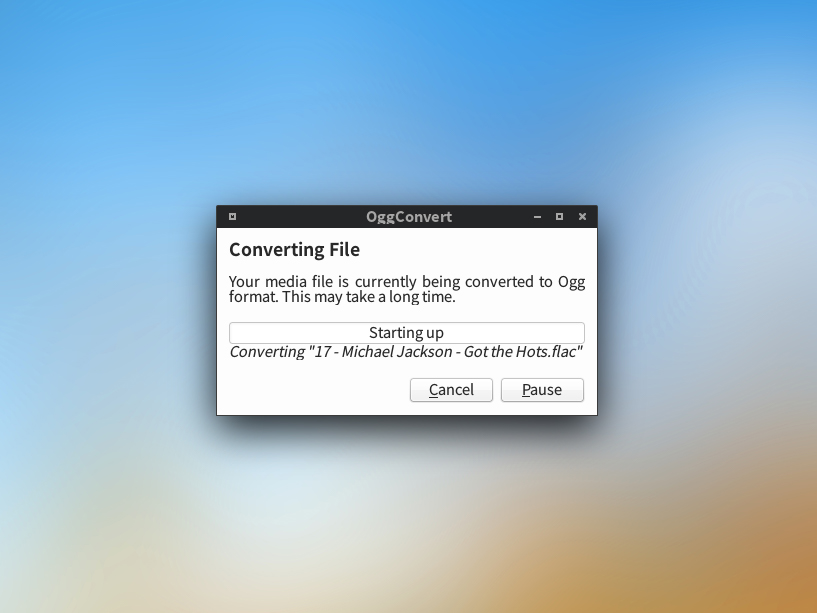 OggConvert
Converting File
Your media file is currently being converted to Ogg
format. This may take a long time.
Starting up
Converting "17 - Michael Jackson - Got the Hots.flac"
Cancel
Pause